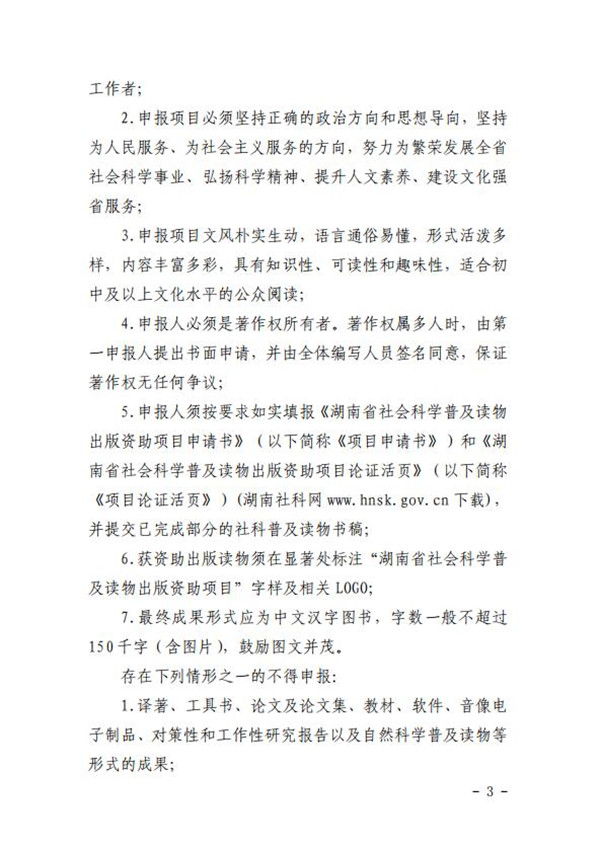 工作者;
2.申报项目必须坚持正确的政治方向和思想导向,坚持
为人民服务、为社会主义服务的方向,努力为繁荣发展全省
社会科学事业、弘扬科学精神、提升人文素养、建设文化强
省服务;
3.申报项目文风朴实生动,语言通俗易懂,形式活泼多
样,内容丰富多彩,具有知识性、可读性和趣味性,适合初
中及以上文化水平的公众阅读;
4.申报人必须是著作权所有者。著作权属多人时,由第
一申报人提出书面申请,并由全体编写人员签名同意,保证
著作权无任何争议;
5.申报人须按要求如实填报《湖南省社会科学普及读物
出版资助项目申请书》(以下简称《项目申请书》)和《湖
南省社会科学普及读物出版资助项目论证活页》(以下简称
《项目论证活页》)(湖南社科网 www.hnsk.gov.cn 下载),
并提交已完成部分的社科普及读物书稿;
6.获资助出版读物须在显著处标注“湖南省社会科学普
及读物出版资助项目”字样及相关 LOGO;
7.最终成果形式应为中文汉字图书,字数一般不超过
150 千字(含图片),鼓励图文并茂。
存在下列情形之一的不得申报:
1.译著、工具书、论文及论文集、教材、软件、音像电
子制品、对策性和工作性研究报告以及自然科学普及读物等
形式的成果;
- 3 -